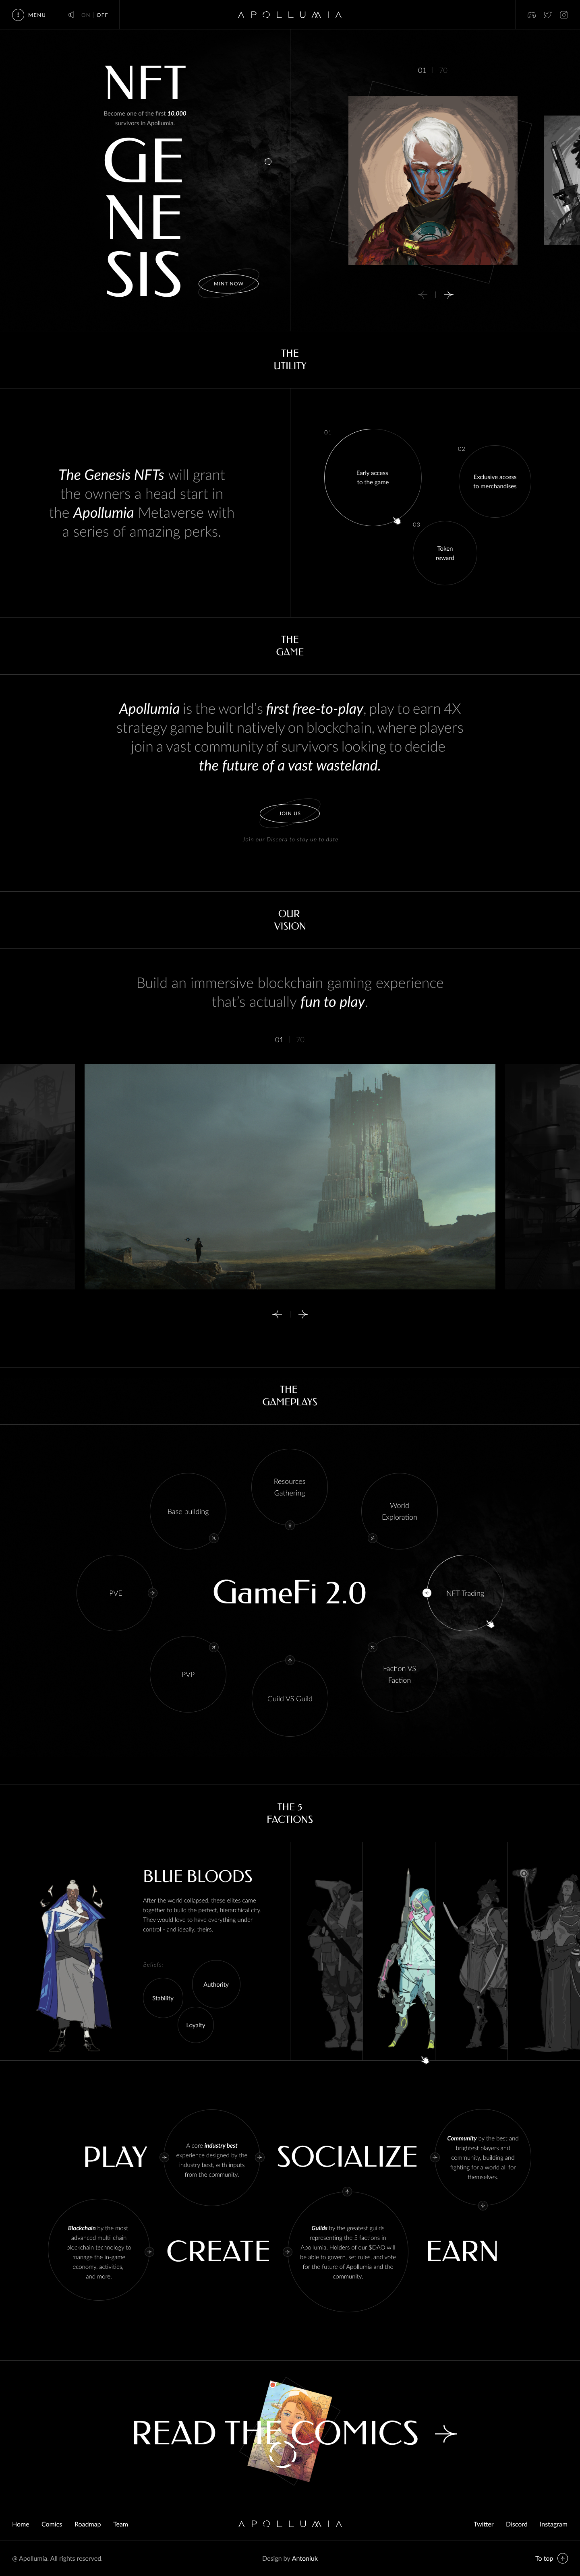 MENU
ON | OFF
APOLLUMIA
NFT
Become one of the first 10,000
survivors in Apollumia.
GE
NE
SIS
MINT NOW
01 | 70
THE
UTILITY
The Genesis NFTs will grant
the owners a head start in
the Apollumia Metaverse with
a series of amazing perks.
01
Early access
to the game
02
Exclusive access
to merchandises
03
Token
reward
THE
GAME
Apollumia is the world's first free-to-play, play to earn 4X
strategy game built natively on blockchain, where players
join a vast community of survivors looking to decide
the future of a vast wasteland.
JOIN US
Join our Discord to stay up to date
OUR
VISION
Build an immersive blockchain gaming experience
that's actually fun to play.
01 | 70
THE
GAMEPLAYS
Resources
Gathering
Base building
World
Exploration
PVE
GameFi 2.0
NFT Trading
PVP
Guild VS Guild
Faction VS
Faction
THE 5
FACTIONS
BLUE BLOODS
After the world collapsed, these elites came
together to build the perfect, hierarchical city.
They would love to have everything under
control - and ideally, theirs.
Beliefs:
Authority
Stability
Loyalty
PLAY
A core industry best
experience designed by the
industry best, with inputs
from the community.
SOCIALIZE
Community by the best and
brightest players and
community, building and
fighting for a world all for
themselves.
Blockchain by the most
advanced multi-chain
blockchain technology to
manage the in-game
economy, activities,
and more.
CREATE
Guilds by the greatest guilds
representing the 5 factions in
Apollumia. Holders of our $DAO will
be able to govern, set rules, and vote
for the future of Apollumia and the
community.
EARN
READ THE COMICS
Home
Comics
Roadmap
Team
APOLLUMIA
Twitter
Discord
Instagram
@ Apollumia. All rights reserved.
Design by Antoniuk
To top